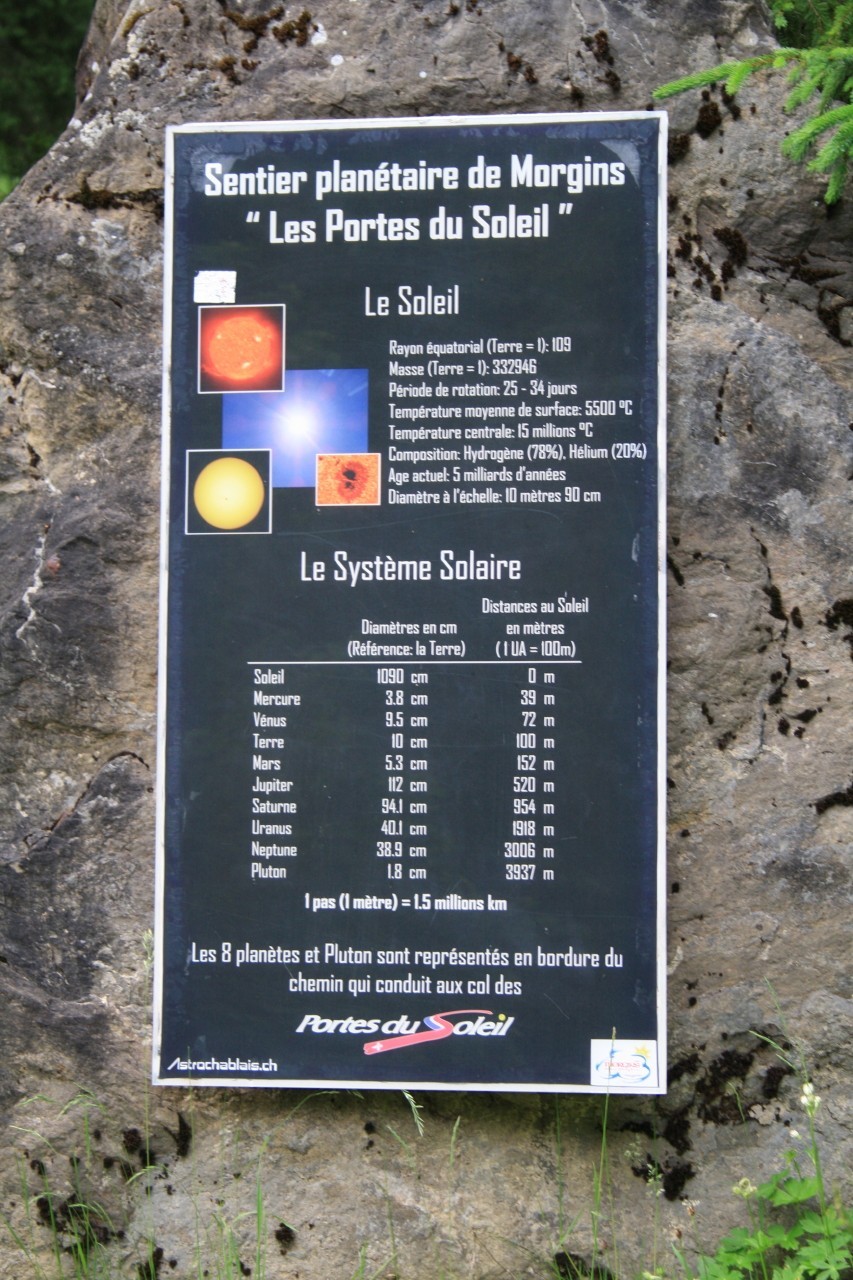 Sentier planétaire de Morgins
“ Les Portes du Soleil ”
Le Soleil
Rayon équatorial (Terre = 1): 109
Masse (Terre = 1): 332946
Période de rotation: 25 - 34 jours
Température moyenne de surface: 5500 °C
Température centrale: 15 millions °C
Composition: Hydrogène (78%), Hélium (20%)
Age actuel: 5 milliards d'années
Diamètre à l'échelle: 10 mètres 90 cm
Le Système Solaire
Diamètres en cm (Référence: la Terre)
Distances au Soleil en mètres ( 1 UA = 100m)
Soleil 1090 cm 0 m
Mercure 3.8 cm 39 m
Vénus 9.5 cm 72 m
Terre 10 cm 100 m
Mars 5.3 cm 152 m
Jupiter 112 cm 520 m
Saturne 94.1 cm 954 m
Uranus 40.1 cm 1918 m
Neptune 38.9 cm 3006 m
Pluton 1.8 cm 3937 m
1 pas (1 mètre) = 1.5 millions km
Les 8 planètes et Pluton sont représentés en bordure du
chemin qui conduit aux col des
Portes du Soleil
Astrochablais.ch